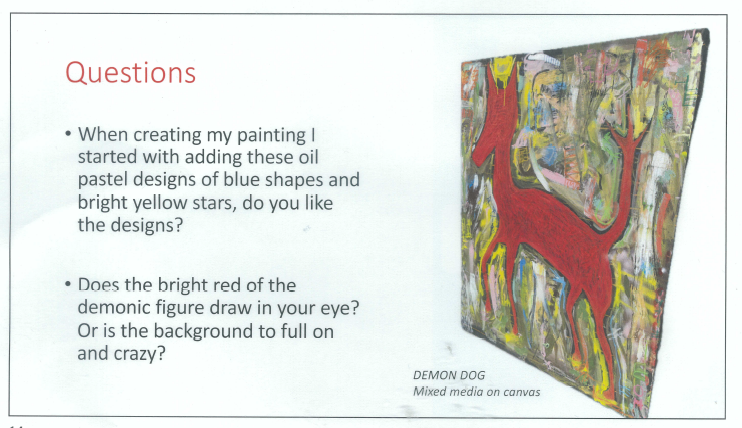 Questions
• When creating my painting I
started with adding these oil
pastel designs of blue shapes and
bright yellow stars, do you like
the designs?
• Does the bright red of the
demonic figure draw in your eye?
Or is the background to full on
and crazy?
DEMON DOG
Mixed media on canvas